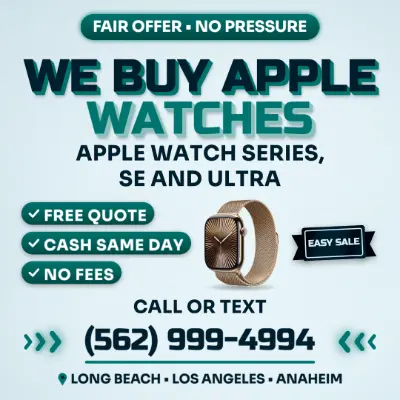 FAIR OFFER • NO PRESSURE
WE BUY APPLE
WATCHES
APPLE WATCH SERIES,
SE AND ULTRA
✓ FREE QUOTE
✓ CASH SAME DAY
✓ NO FEES
EASY SALE
CALL OR TEXT
(562) 999-4994
LONG BEACH • LOS ANGELES • ANAHEIM